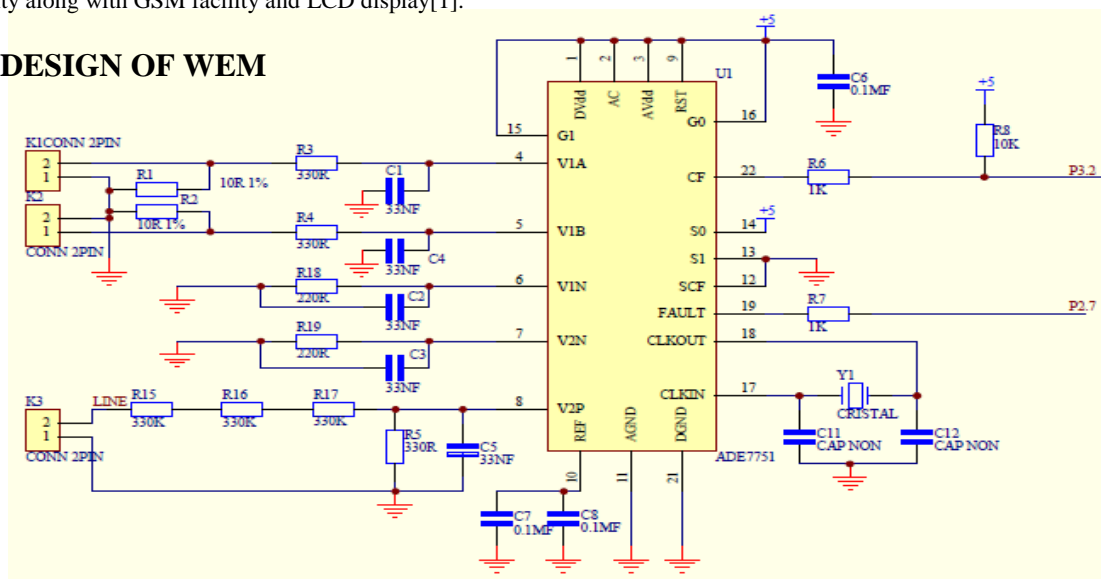 ty along with GSM facility and LCD display[1].
DESIGN OF WEM
+5
1
2
3
9
U1
DVdd
AC
AVdd
RST
C6
0.1MF
+5
15
G1
G0
16
R8
10K
K1CONN 2PIN
2
1
R1
10R 1%
R3
330R
C1
33NF
4
V1A
CF
22
R6
1K
P3.2
K2
2
1
CONN 2PIN
R2
10R 1%
R4
330R
C4
33NF
5
V1B
S0
14
+5
S1
13
R18
220R
C2
33NF
6
V1N
SCF
12
R19
220R
C3
33NF
7
V2N
FAULT
19
R7
1K
P2.7
CLKOUT
18
K3
2
1
CONN 2PIN
LINE
R15
330K
R16
330K
R17
330K
8
V2P
CLKIN
17
Y1
CRISTAL
R5
330R
C5
33NF
REF
AGND
DGND
ADE7751
C11
CAP NON
C12
CAP NON
10
11
21
C7
0.1MF
C8
0.1MF